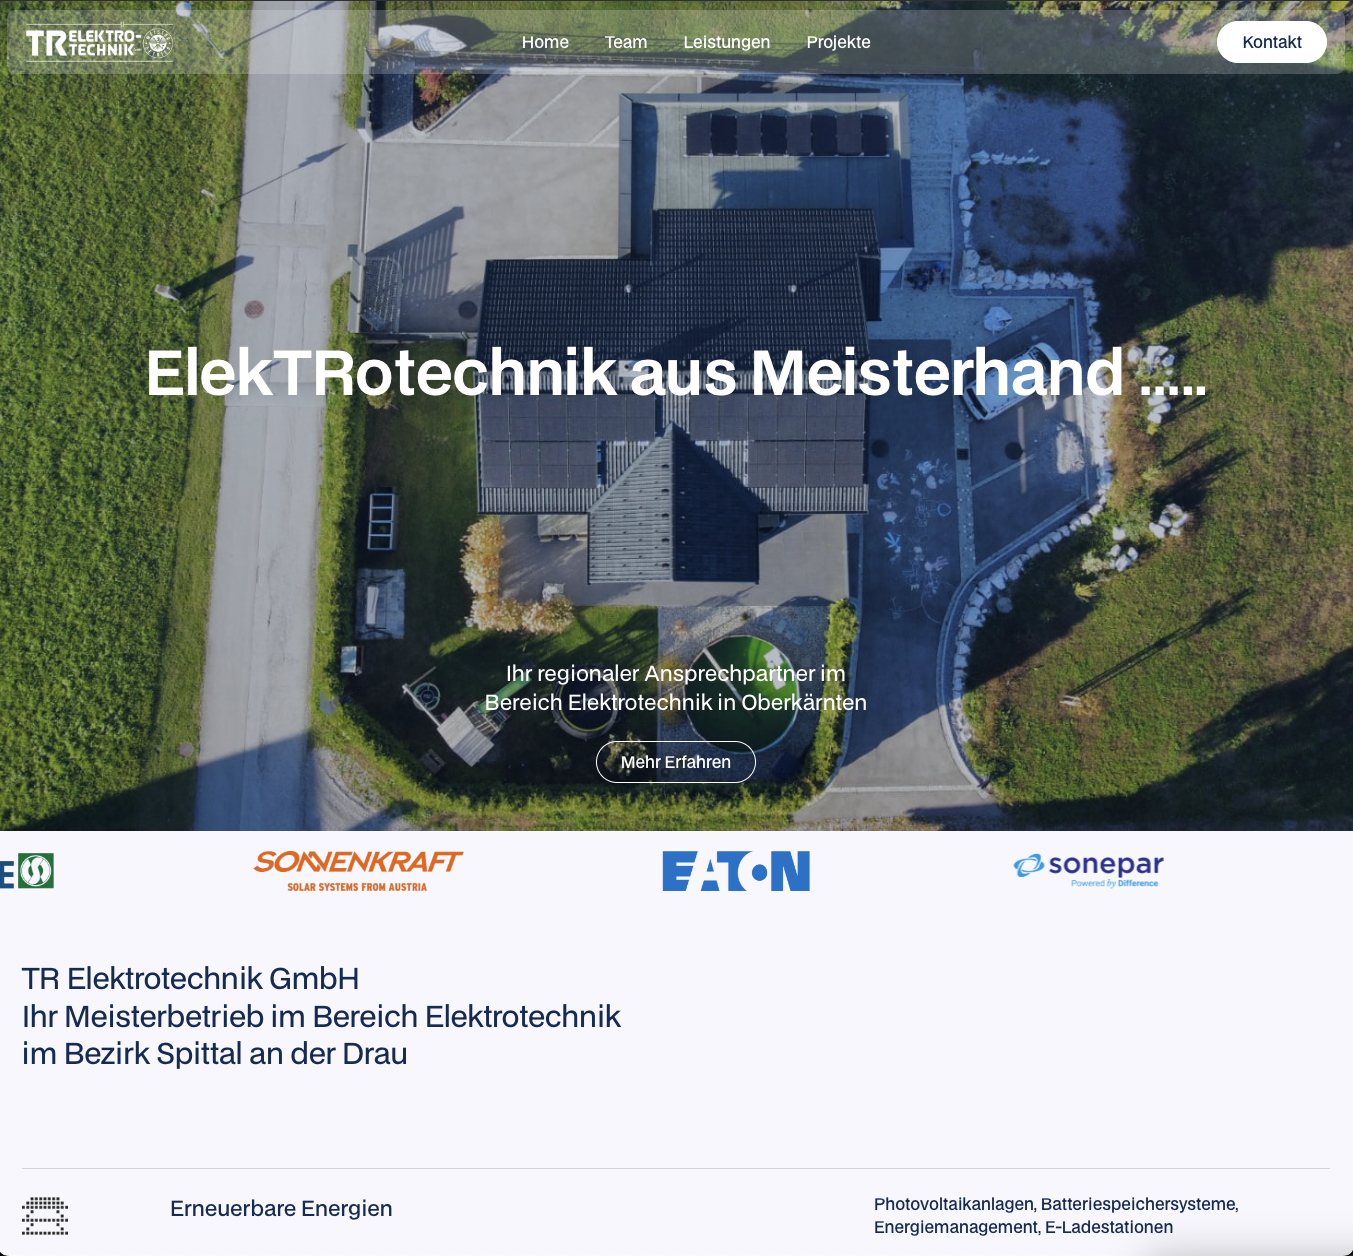 TR ELEKTRO-
TECHNIK
Home Team Leistungen Projekte
Kontakt
ElekTRotechnik aus Meisterhand .....
Ihr regionaler Ansprechpartner im
Bereich Elektrotechnik in Oberkärnten
Mehr Erfahren
E
SONNENKRAFT
SOLAR SYSTEMS FROM AUSTRIA
EATON
sonepar
Powered by Difference
TR Elektrotechnik GmbH
Ihr Meisterbetrieb im Bereich Elektrotechnik
im Bezirk Spittal an der Drau
Erneuerbare Energien
Photovoltaikanlagen, Batteriespeichersysteme,
Energiemanagement, E-Ladestationen